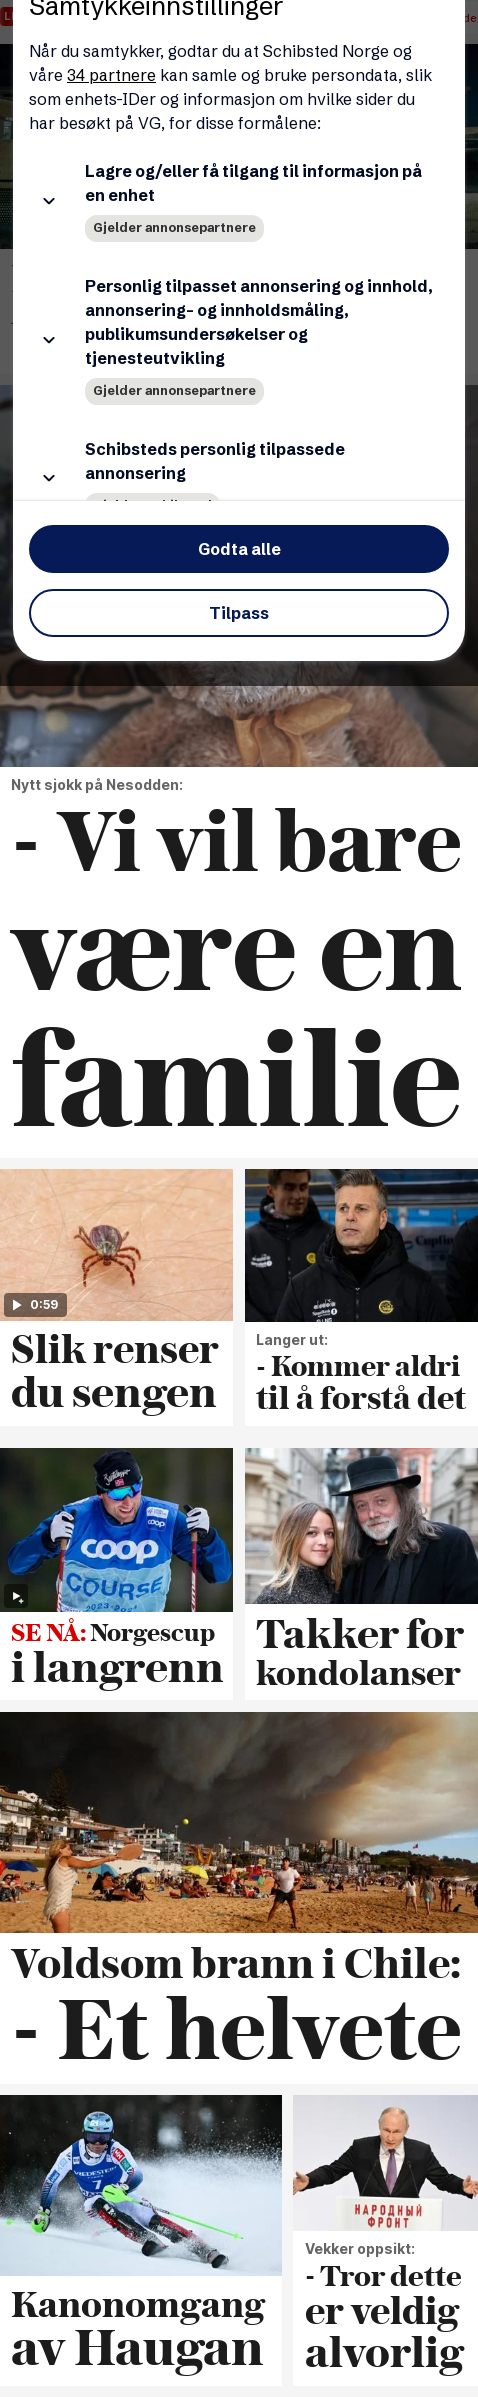 Samtykkeinnstillinger
Når du samtykker, godtar du at Schibsted Norge og
våre 34 partnere kan samle og bruke persondata, slik
som enhets-IDer og informasjon om hvilke sider du
har besøkt på VG, for disse formålene:
Lagre og/eller få tilgang til informasjon på
en enhet
Gjelder annonsepartnere
Personlig tilpasset annonsering og innhold,
annonsering- og innholdsmåling,
publikumsundersøkelser og
tjenesteutvikling
Gjelder annonsepartnere
Schibsteds personlig tilpassede
annonsering
Godta alle
Tilpass
Nytt sjokk på Nesodden:
- Vi vil bare
være en
familie
0:59
Slik renser
du sengen
Langer ut:
- Kommer aldri
til å forstå det
coop
COURSE
SE NÅ: Norgescup
i langrenn
Takker for
kondolanser
Voldsom brann i Chile:
- Et helvete
7
Kanonomgang
av Haugan
НАРОДНЫЙ
ФРОНТ
Vekker oppsikt:
- Tror dette
er veldig
alvorlig